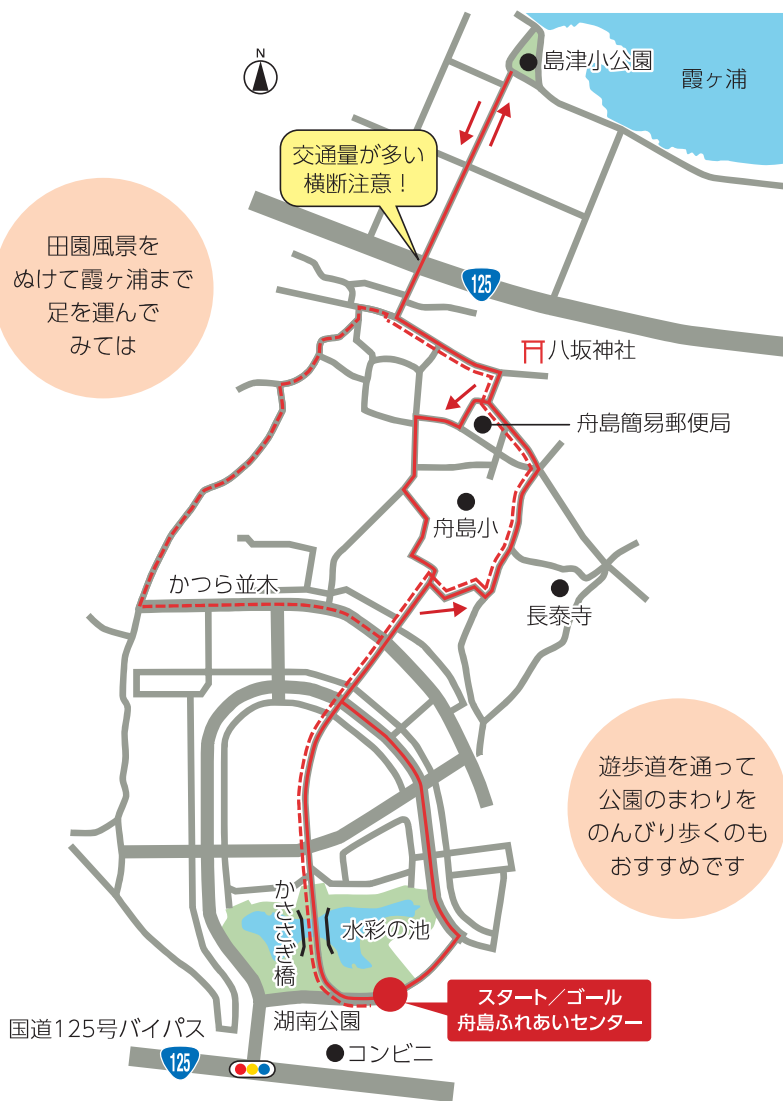 N
島津小公園
霞ヶ浦
交通量が多い
横断注意！
田園風景を
ぬけて霞ヶ浦まで
足を運んで
みては
125
八坂神社
舟島簡易郵便局
舟島小
かつら並木
長泰寺
遊歩道を通って
公園のまわりを
のんびり歩くのも
おすすめです
かささぎ橋
水彩の池
スタート／ゴール
舟島ふれあいセンター
湖南公園
国道125号バイパス
125
コンビニ